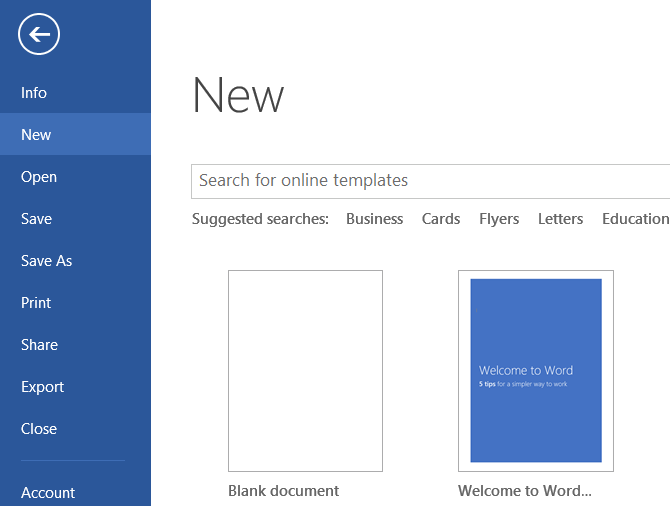 Info
New
Open
Save
Save As
Print
Share
Export
Close
Account
New
Search for online templates
Suggested searches: Business Cards Flyers Letters Education
Welcome to Word
5 tips for a simpler way to work
Blank document
Welcome to Word...